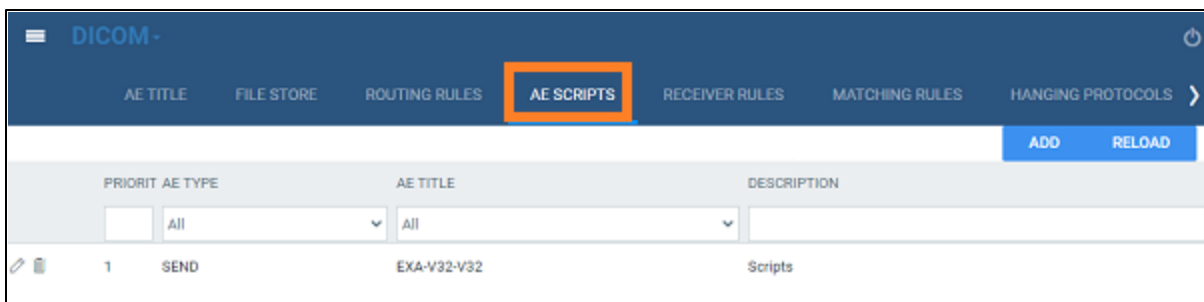 DICOM
AE TITLE FILE STORE ROUTING RULES AE SCRIPTS RECEIVER RULES MATCHING RULES HANGING PROTOCOLS
ADD RELOAD
PRIORIT AE TYPE AE TITLE DESCRIPTION
All All
1 SEND EXA-V32-V32 Scripts